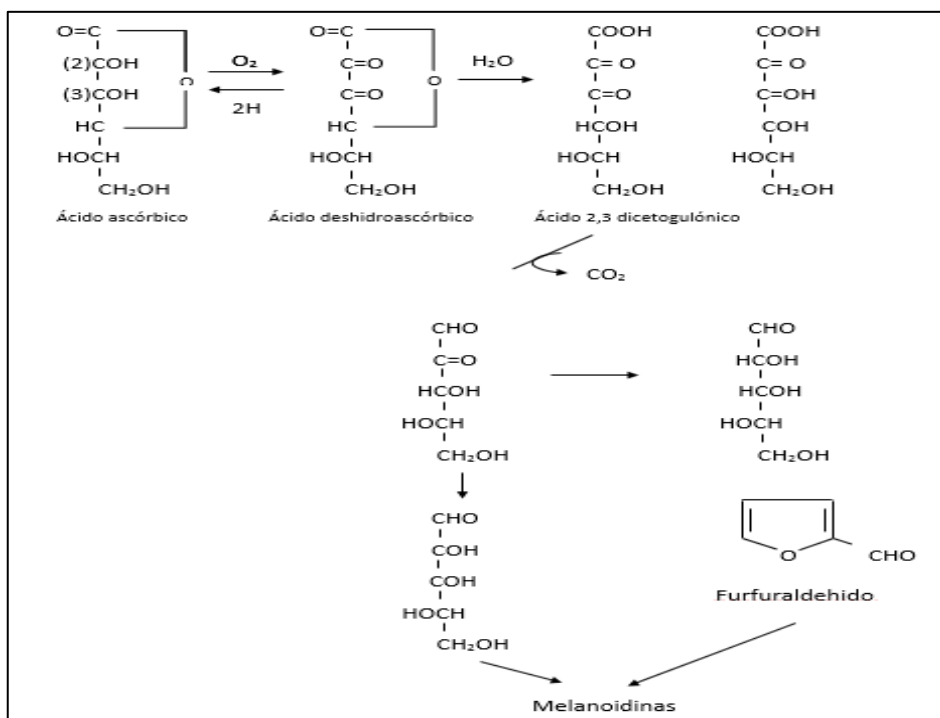 O=C
O=C
COOH
COOH
(2)COH
O₂
C=O
H₂O
C= O
C= O
C
O
(3)COH
2H
C=O
C=O
C=OH
HC
HC
HCOH
COH
HOCH
HOCH
HOCH
HOCH
CH₂OH
CH₂OH
CH₂OH
CH₂OH
Ácido ascórbico
Ácido deshidroascórbico
Ácido 2,3 dicetogulónico
CO₂
CHO
CHO
C=O
HCOH
HCOH
HCOH
HOCH
HOCH
CH₂OH
CH₂OH
CHO
COH
COH
HOCH
CH₂OH
O
CHO
Furfuraldehido
Melanoidinas